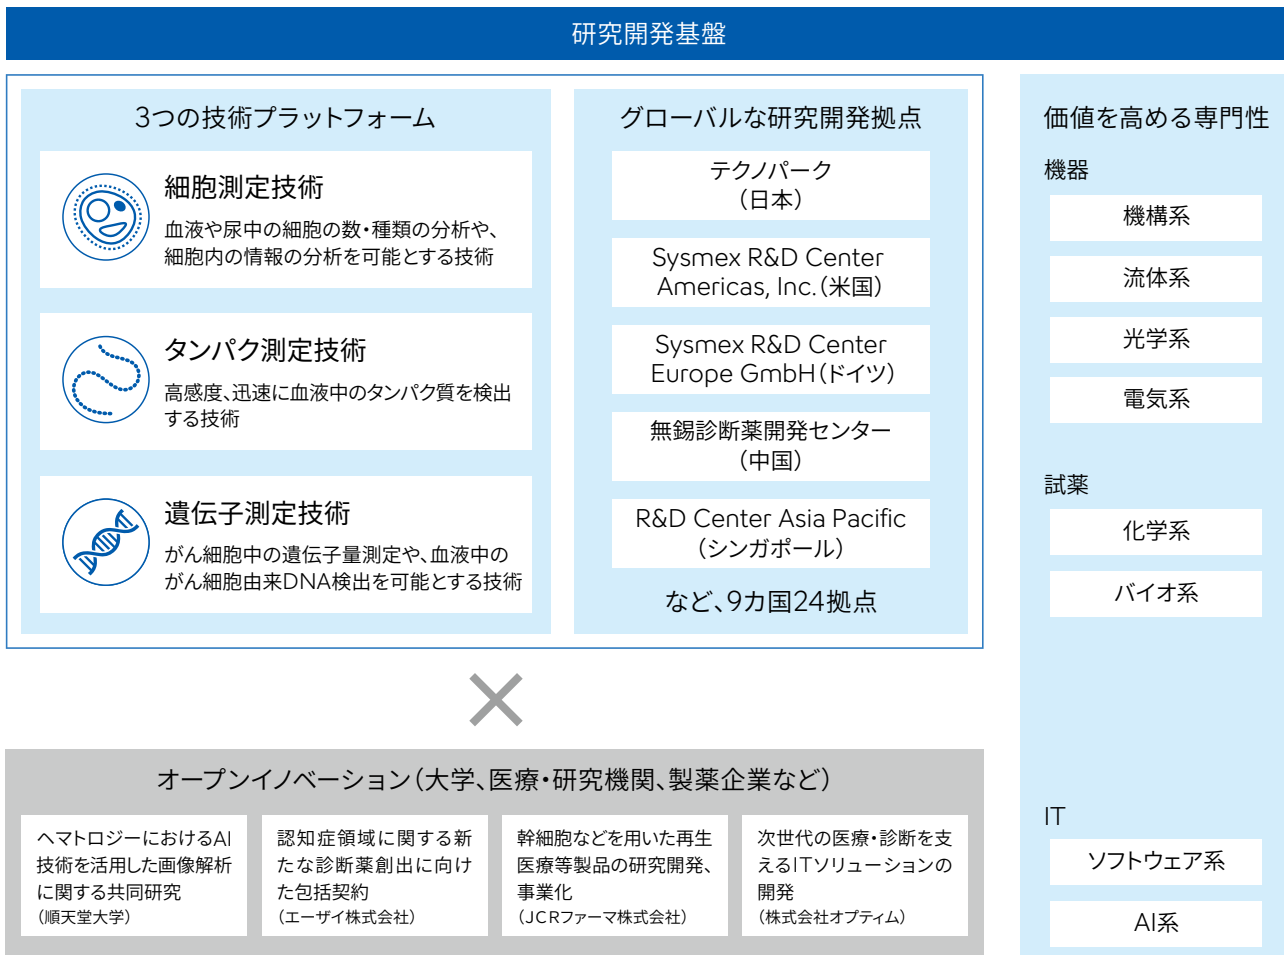 研究開発基盤
3つの技術プラットフォーム
細胞測定技術
血液や尿中の細胞の数・種類の分析や、
細胞内の情報の分析を可能とする技術
タンパク測定技術
高感度、迅速に血液中のタンパク質を検出
する技術
遺伝子測定技術
がん細胞中の遺伝子量測定や、血液中の
がん細胞由来DNA検出を可能とする技術
グローバルな研究開発拠点
テクノパーク
（日本）
Sysmex R&D Center
Americas, Inc.（米国）
Sysmex R&D Center
Europe GmbH（ドイツ）
無錫診断薬開発センター
（中国）
R&D Center Asia Pacific
（シンガポール）
など、9カ国24拠点
オープンイノベーション（大学、医療・研究機関、製薬企業など）
ヘマトロジーにおけるAI
技術を活用した画像解析
に関する共同研究
（順天堂大学）
認知症領域に関する新
たな診断薬創出に向け
た包括契約
（エーザイ株式会社）
幹細胞などを用いた再生
医療等製品の研究開発、
事業化
（JCRファーマ株式会社）
次世代の医療・診断を支
えるITソリューションの
開発
（株式会社オプティム）
価値を高める専門性
機器
機構系
流体系
光学系
電気系
試薬
化学系
バイオ系
IT
ソフトウェア系
AI系